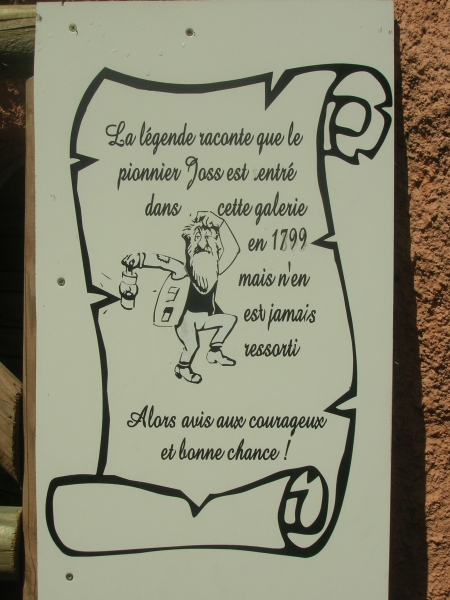 La légende raconte que le
pionnier Joss est entré
dans cette galerie
en 1799
mais n'en
est jamais
ressorti
Alors avis aux courageux
et bonne chance !